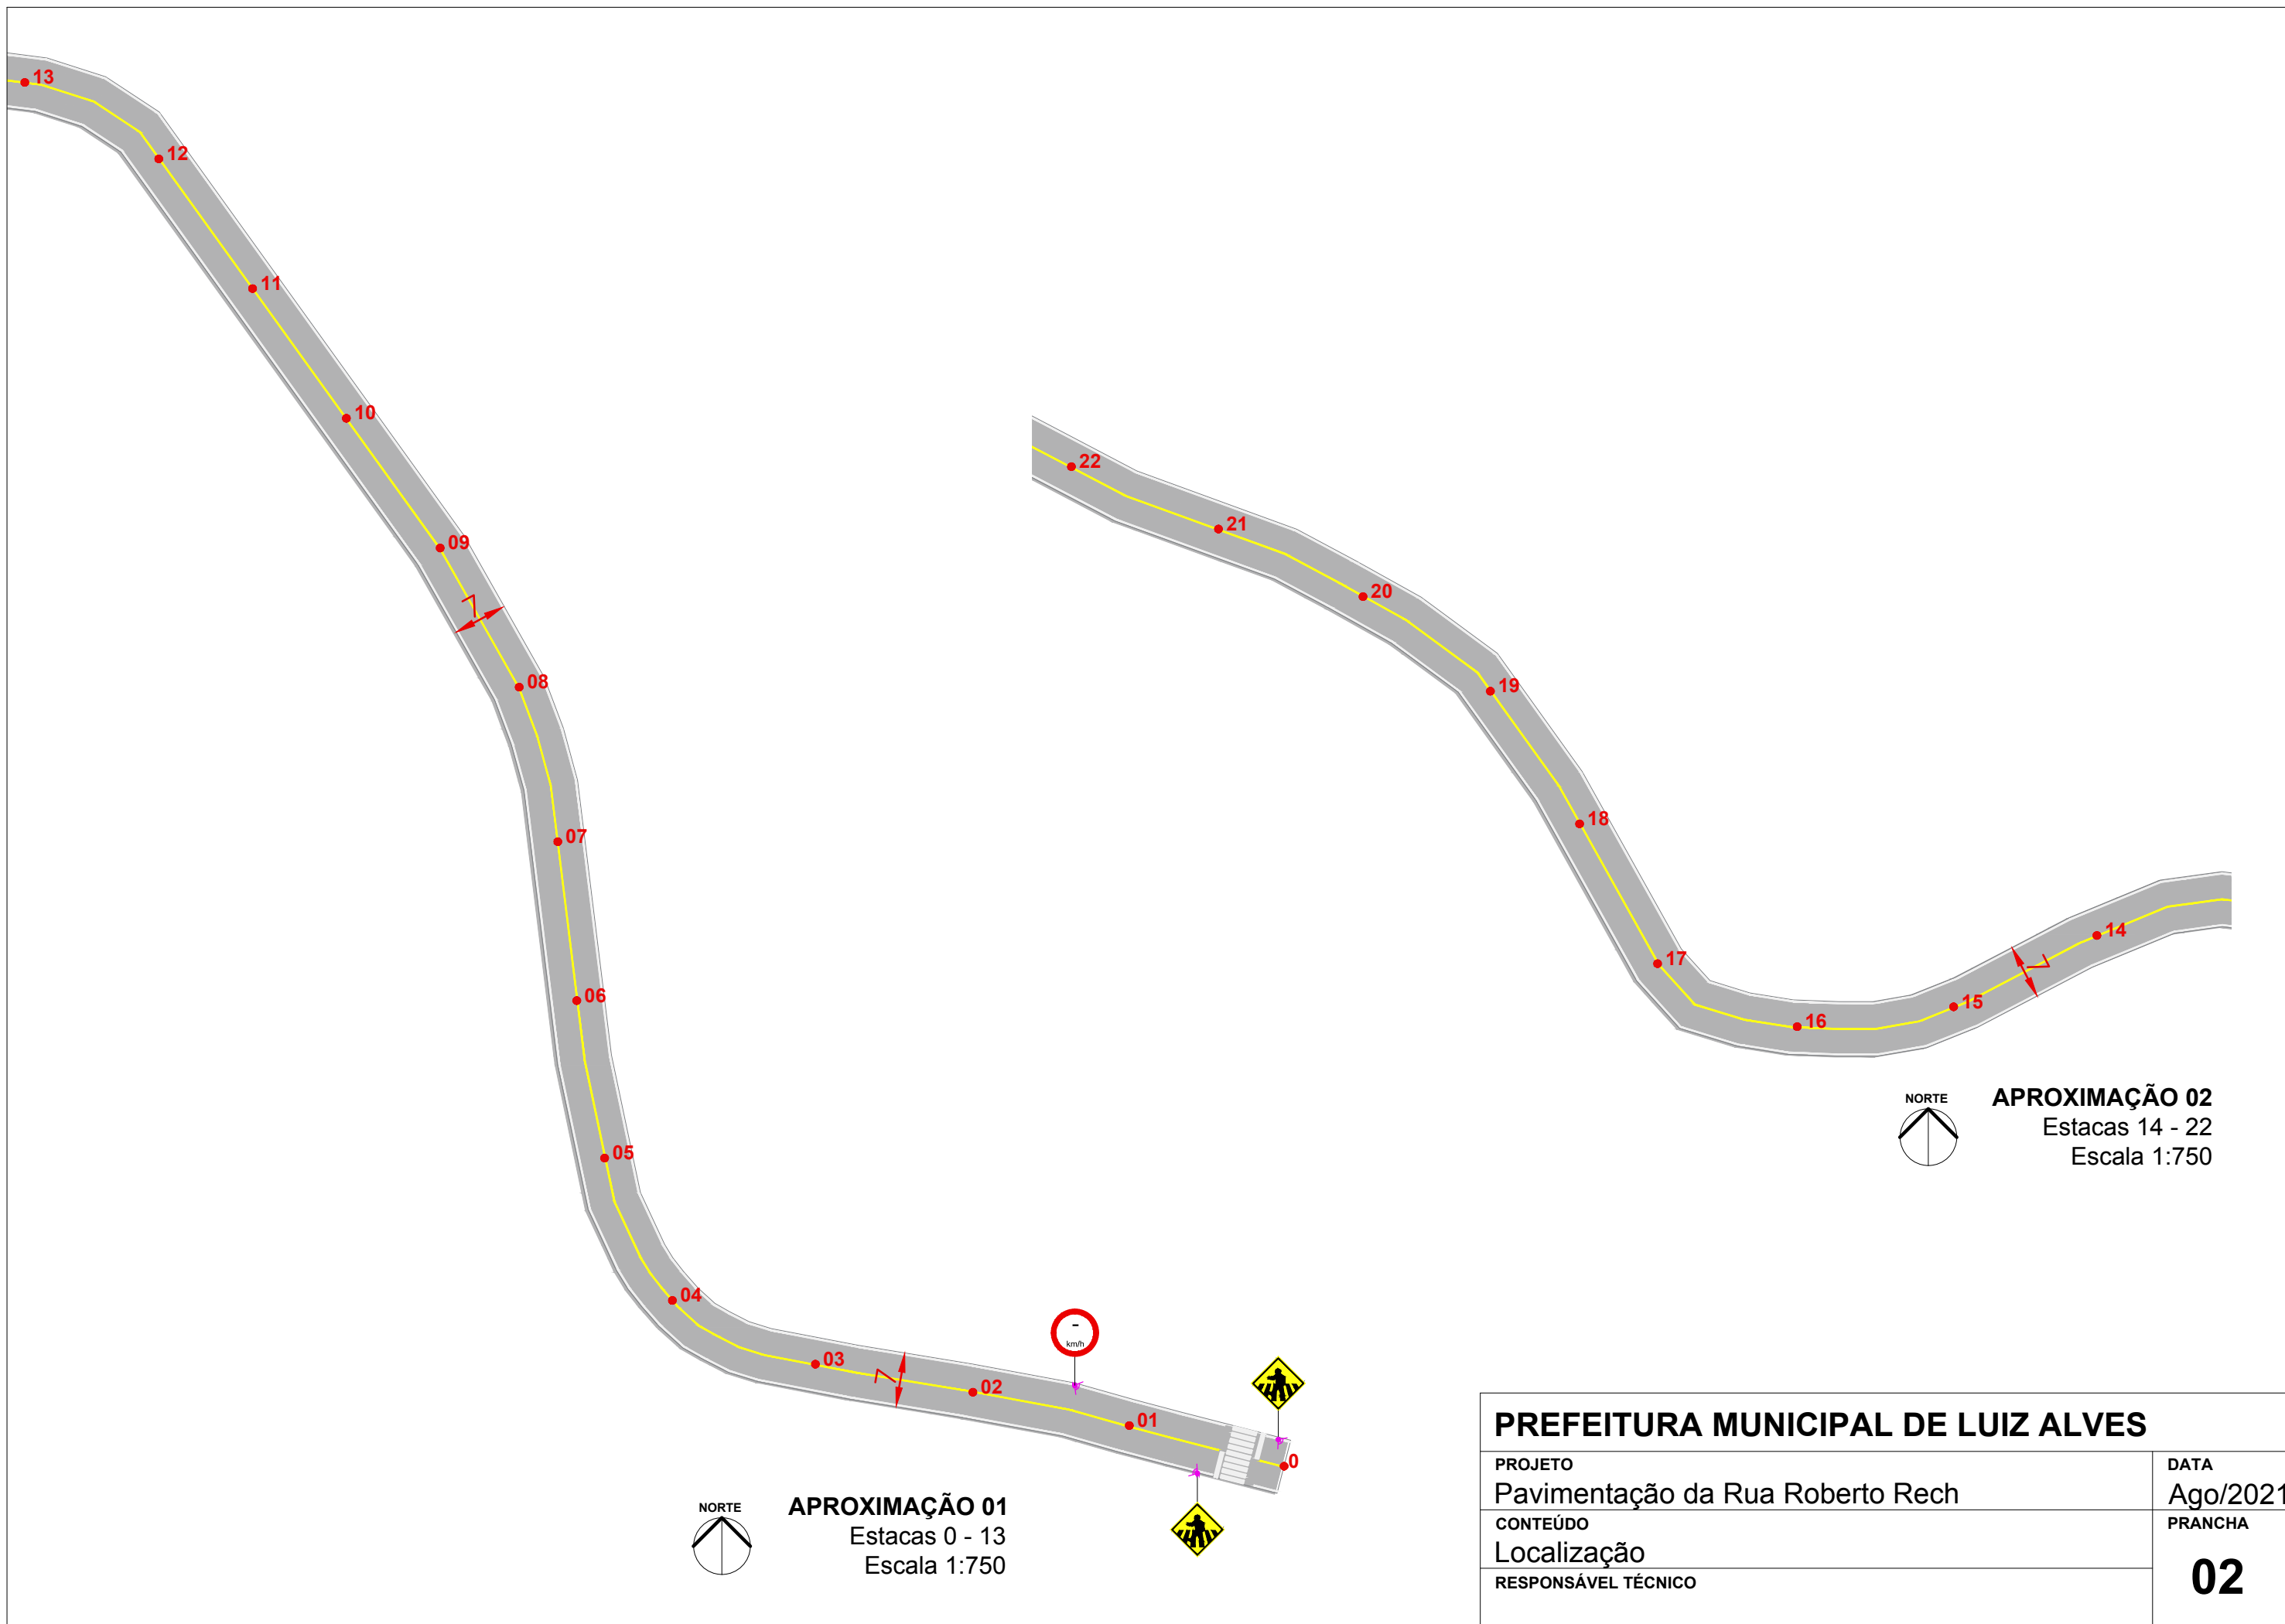 13
12
11
10
09
08
07
06
05
04
03
02
01
0
7
7
-
km/h
NORTE
APROXIMAÇÃO 01
Estacas 0 - 13
Escala 1:750
22
21
20
19
18
17
16
15
14
7
NORTE
APROXIMAÇÃO 02
Estacas 14 - 22
Escala 1:750
PREFEITURA MUNICIPAL DE LUIZ ALVES
PROJETO
Pavimentação da Rua Roberto Rech
DATA
Ago/2021
CONTEÚDO
Localização
PRANCHA
02
RESPONSÁVEL TÉCNICO